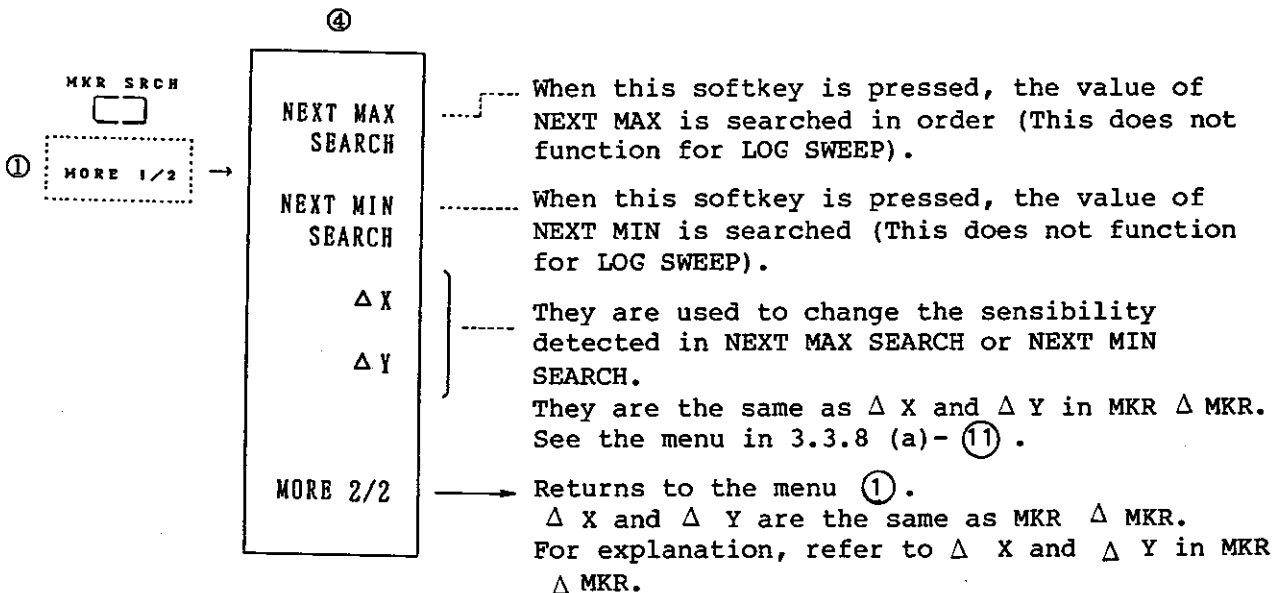 ④
MKR SRCH
① MORE 1/2 →
NEXT MAX
SEARCH
When this softkey is pressed, the value of
NEXT MAX is searched in order (This does not
function for LOG SWEEP).
NEXT MIN
SEARCH
When this softkey is pressed, the value of
NEXT MIN is searched (This does not function
for LOG SWEEP).
Δ X
Δ Y
They are used to change the sensibility
detected in NEXT MAX SEARCH or NEXT MIN
SEARCH.
They are the same as Δ X and Δ Y in MKR Δ MKR.
See the menu in 3.3.8 (a)- ⑪ .
MORE 2/2
Returns to the menu ① .
Δ X and Δ Y are the same as MKR Δ MKR.
For explanation, refer to Δ X and Δ Y in MKR
Δ MKR.